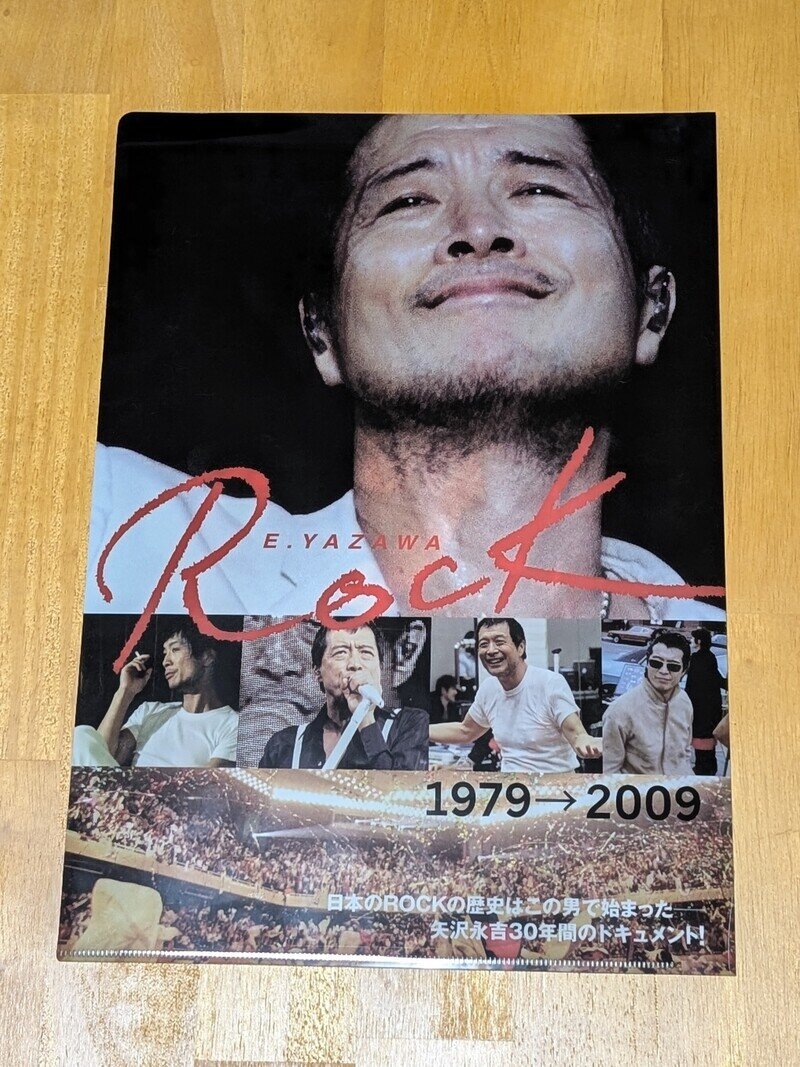 E.YAZAWA
RocK
1979→2009
日本のROCKの歴史はこの男で始まった
矢沢永吉30年間のドキュメント!